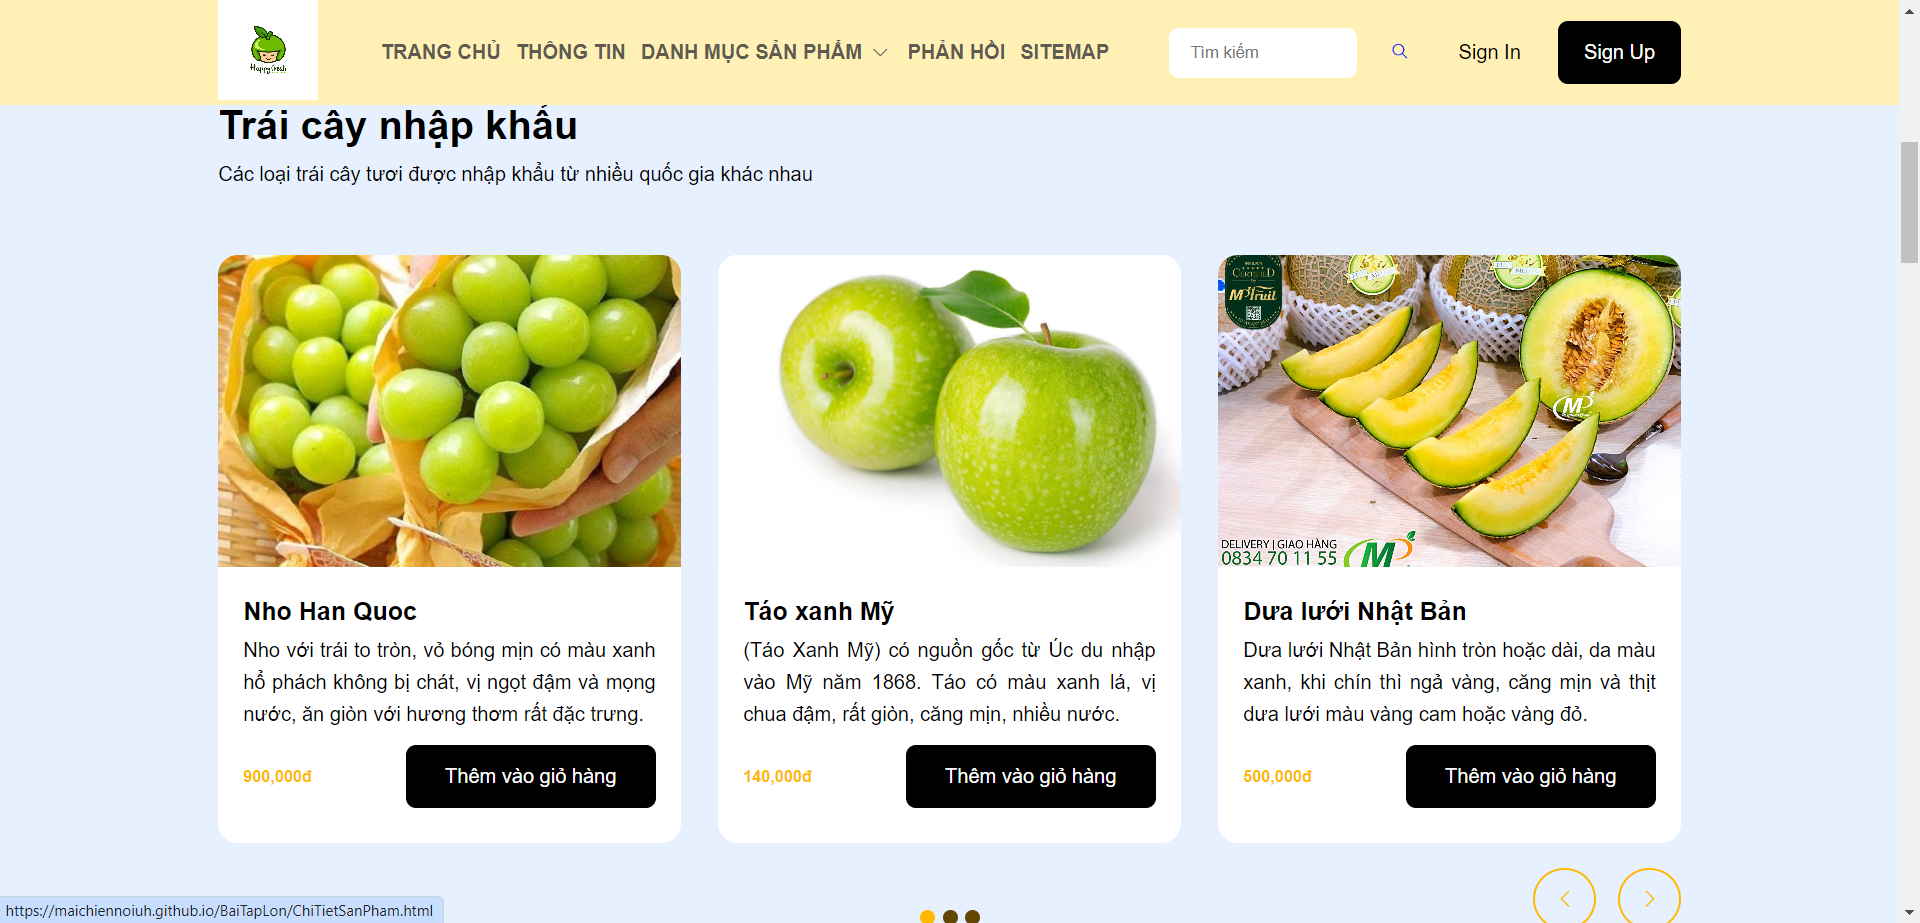 Happy fresh
TRANG CHỦ THÔNG TIN DANH MỤC SẢN PHẨM PHẢN HỒI SITEMAP
Tìm kiếm
Sign In
Sign Up
Trái cây nhập khẩu
Các loại trái cây tươi được nhập khẩu từ nhiều quốc gia khác nhau
CERTIFIED
M Fruit
DELIVERY | GIAO HÀNG
0834 70 11 55
Nho Han Quoc
Nho với trái to tròn, vỏ bóng mịn có màu xanh
hổ phách không bị chát, vị ngọt đậm và mọng
nước, ăn giòn với hương thơm rất đặc trưng.
900,000đ
Thêm vào giỏ hàng
Táo xanh Mỹ
(Táo Xanh Mỹ) có nguồn gốc từ Úc du nhập
vào Mỹ năm 1868. Táo có màu xanh lá, vị
chua đậm, rất giòn, căng mịn, nhiều nước.
140,000đ
Thêm vào giỏ hàng
Dưa lưới Nhật Bản
Dưa lưới Nhật Bản hình tròn hoặc dài, da màu
xanh, khi chín thì ngả vàng, căng mịn và thịt
dưa lưới màu vàng cam hoặc vàng đỏ.
500,000đ
Thêm vào giỏ hàng
https://maichiennoiuh.github.io/BaiTapLon/ChiTietSanPham.html